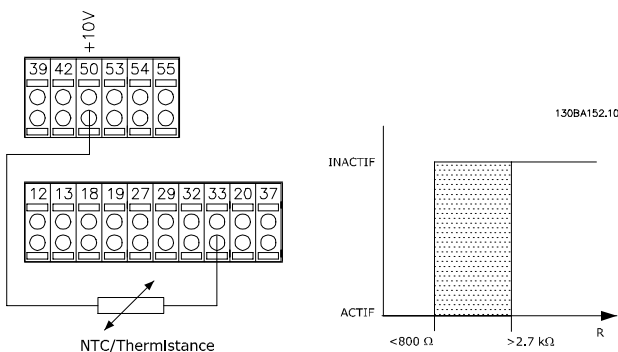 +10V
39 42 50 53 54 55
130BA152.10
INACTIF
12 13 18 19 27 29 32 33 20 37
ACTIF
R
<800 Ω >2.7 kΩ
NTC/Thermistance